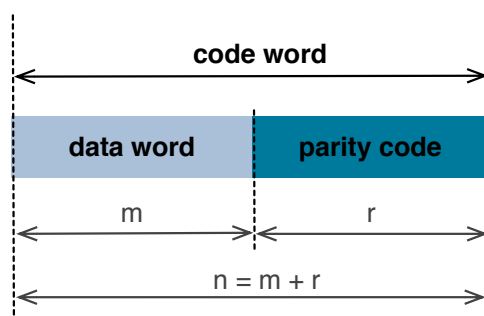 code word
data word
parity code
m
r
n = m + r